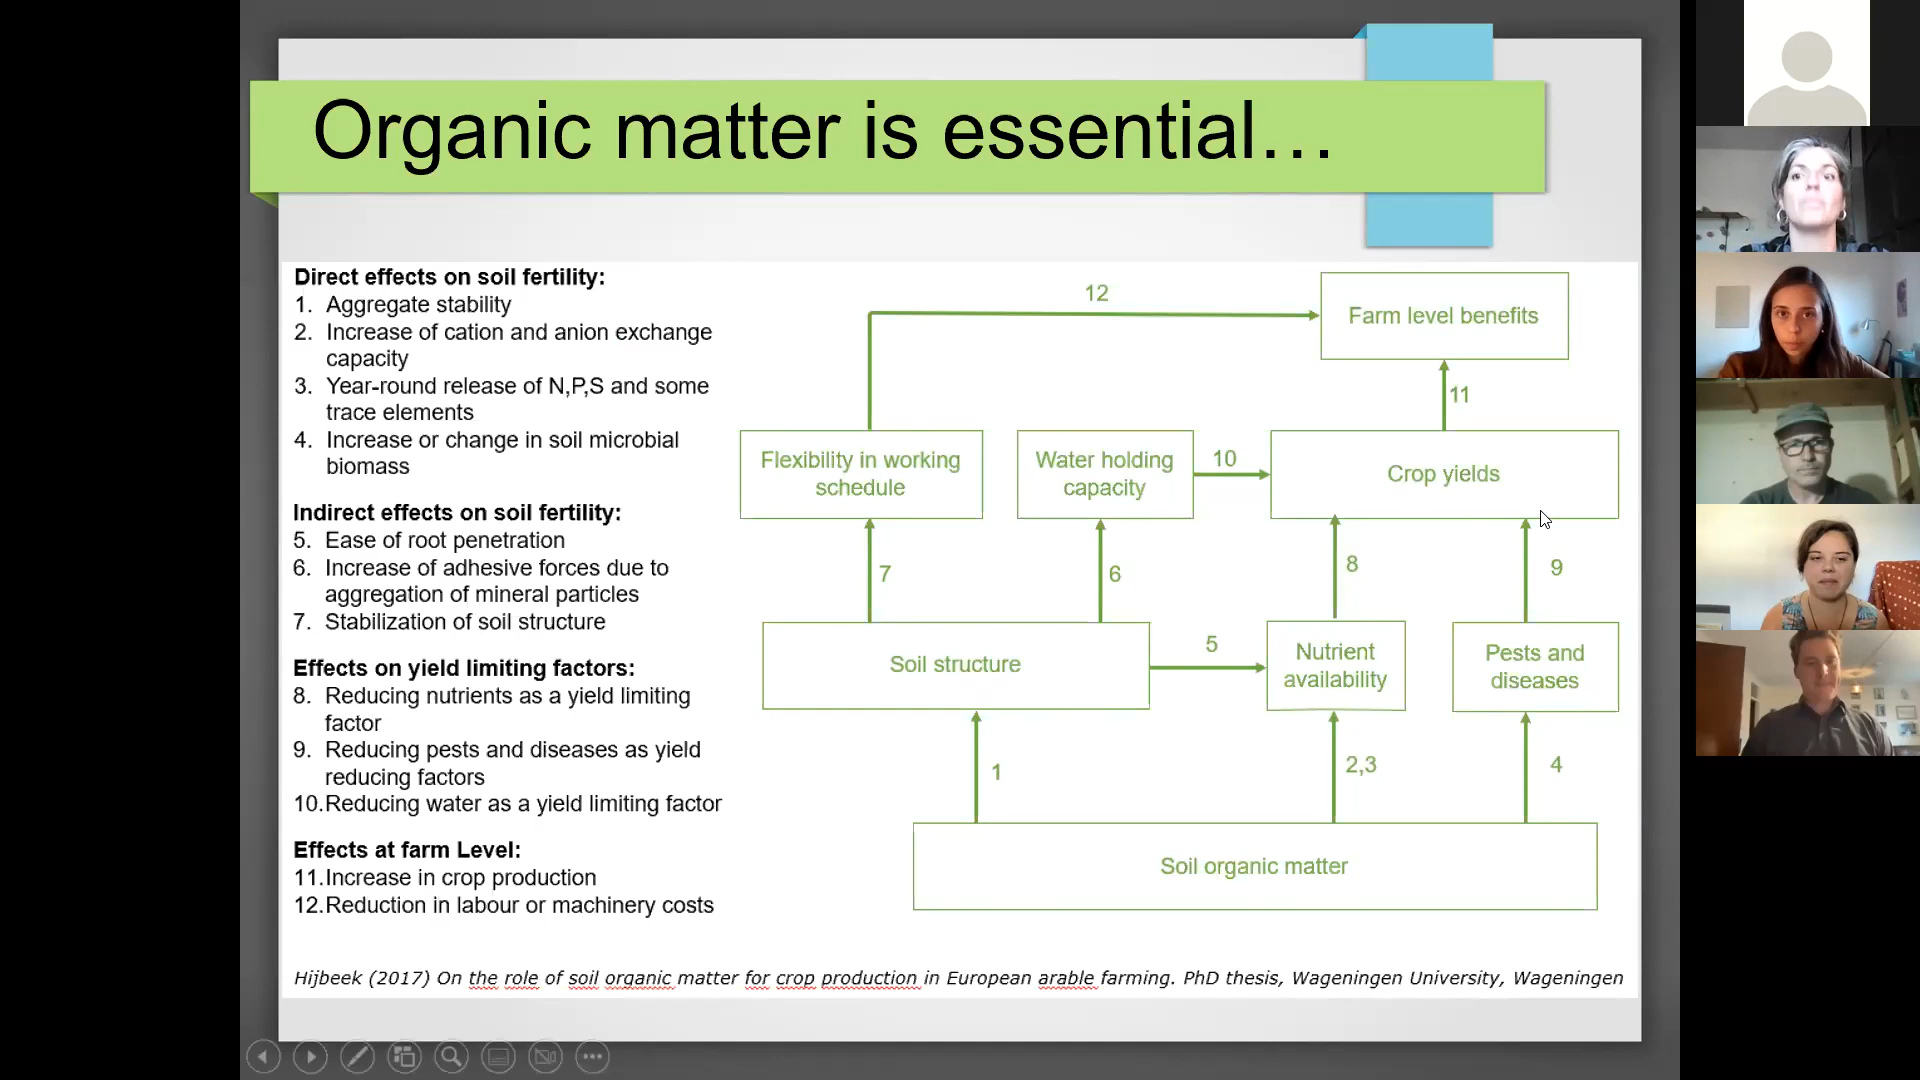 Organic matter is essential…
Direct effects on soil fertility:
1. Aggregate stability
2. Increase of cation and anion exchange
capacity
3. Year-round release of N,P,S and some
trace elements
4. Increase or change in soil microbial
biomass
Indirect effects on soil fertility:
5. Ease of root penetration
6. Increase of adhesive forces due to
aggregation of mineral particles
7. Stabilization of soil structure
Effects on yield limiting factors:
8. Reducing nutrients as a yield limiting
factor
9. Reducing pests and diseases as yield
reducing factors
10.Reducing water as a yield limiting factor
Effects at farm Level:
11.Increase in crop production
12.Reduction in labour or machinery costs
12
Farm level benefits
11
Flexibility in working
schedule
Water holding
capacity
10
Crop yields
7
6
8
9
Soil structure
5
Nutrient
availability
Pests and
diseases
1
2,3
4
Soil organic matter
Hijbeek (2017) On the role of soil organic matter for crop production in European arable farming. PhD thesis, Wageningen University, Wageningen